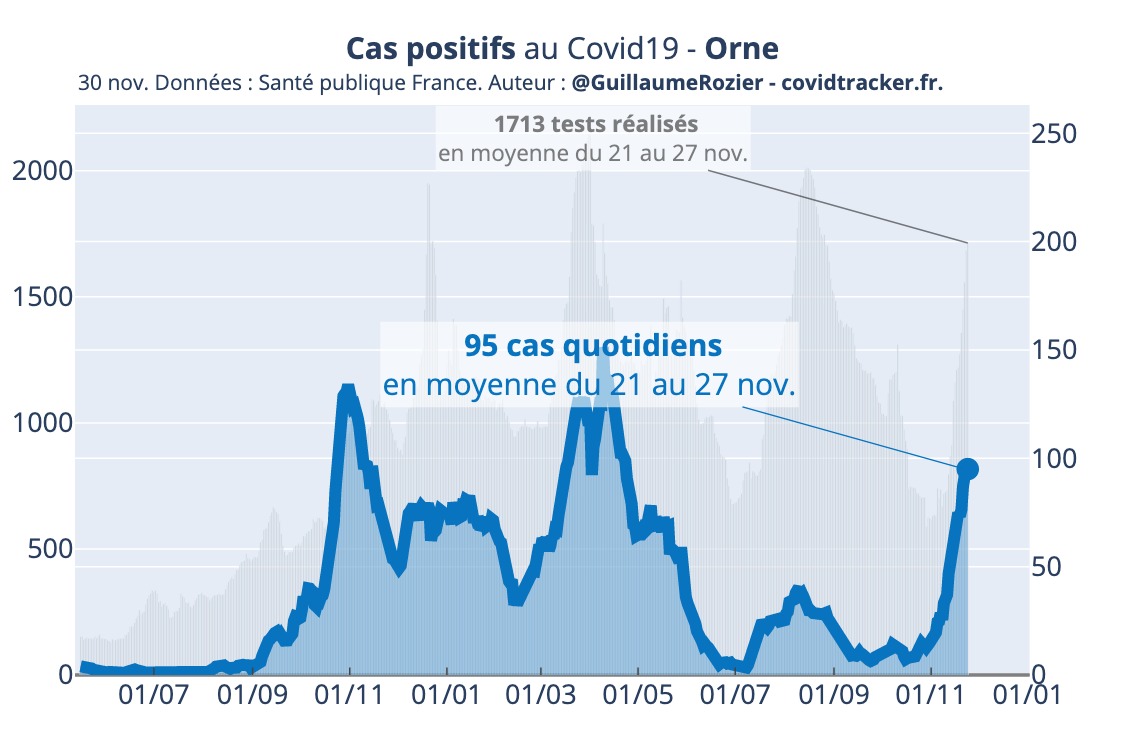 Cas positifs au Covid19 - Orne
30 nov. Données : Santé publique France. Auteur : @GuillaumeRozier - covidtracker.fr.
1713 tests réalisés
en moyenne du 21 au 27 nov.
95 cas quotidiens
en moyenne du 21 au 27 nov.
2000
1500
1000
500
0
250
200
150
100
50
0
01/07 01/09 01/11 01/01 01/03 01/05 01/07 01/09 01/11 01/01